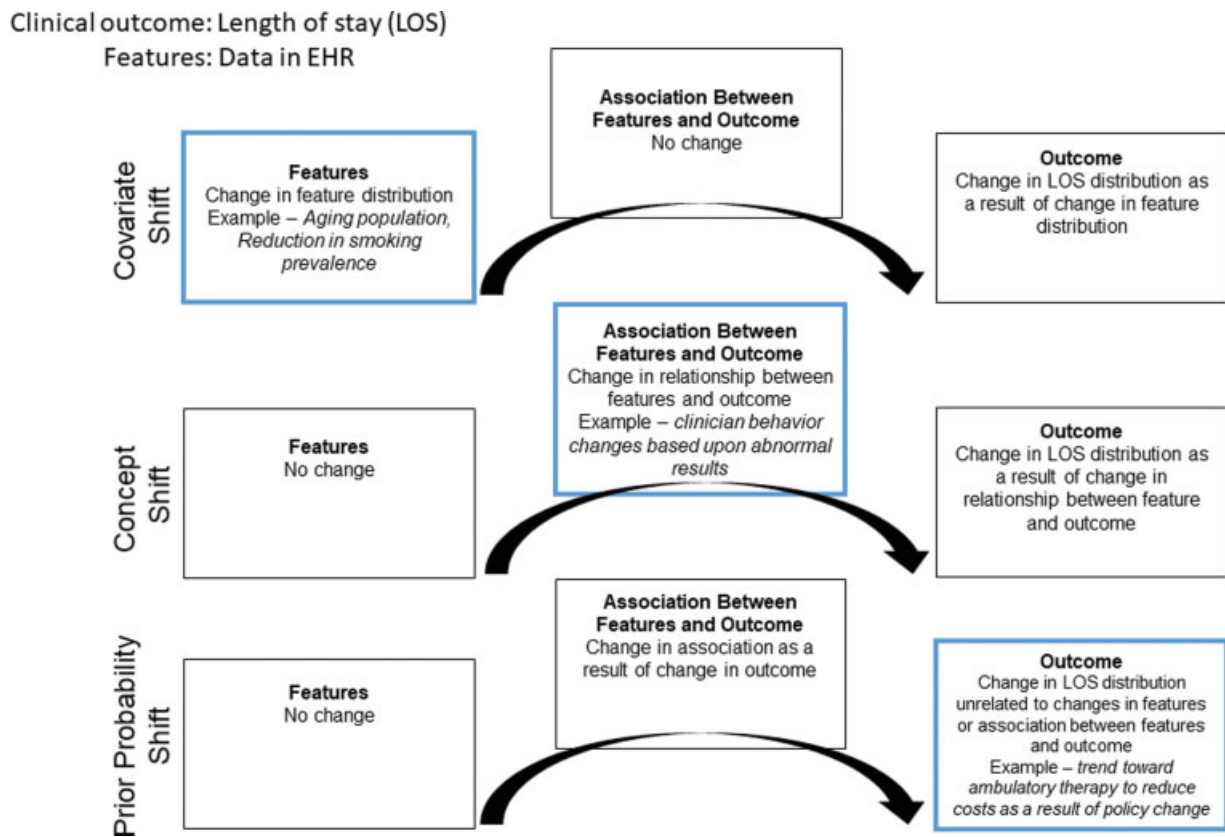 Clinical outcome: Length of stay (LOS)
Features: Data in EHR
Covariate
Shift
Features
Change in feature distribution
Example – Aging population,
Reduction in smoking
prevalence
Association Between
Features and Outcome
No change
Outcome
Change in LOS distribution as
a result of change in feature
distribution
Concept
Shift
Features
No change
Association Between
Features and Outcome
Change in relationship between
features and outcome
Example – clinician behavior
changes based upon abnormal
results
Outcome
Change in LOS distribution as
a result of change in
relationship between feature
and outcome
Prior Probability
Shift
Features
No change
Association Between
Features and Outcome
Change in association as a
result of change in outcome
Outcome
Change in LOS distribution
unrelated to changes in features
or association between features
and outcome
Example – trend toward
ambulatory therapy to reduce
costs as a result of policy change